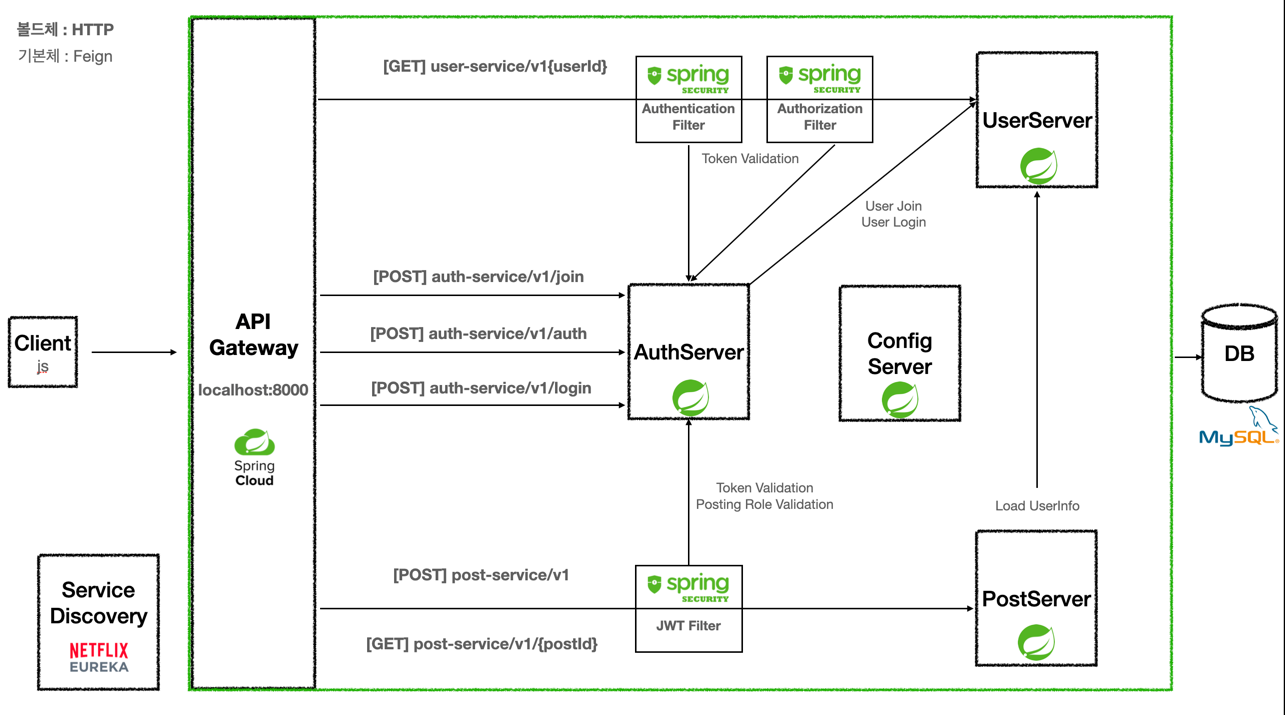 볼드체 : HTTP
기본체 : Feign
[GET] user-service/v1{userId}
spring
SECURITY
Authentication
Filter
spring
SECURITY
Authorization
Filter
UserServer
Token Validation
User Join
User Login
[POST] auth-service/v1/join
[POST] auth-service/v1/auth
[POST] auth-service/v1/login
Client
js
API
Gateway
localhost:8000
Spring
Cloud
AuthServer
Config
Server
DB
MySQL
Token Validation
Posting Role Validation
Load UserInfo
Service
Discovery
NETFLIX
EUREKA
[POST] post-service/v1
[GET] post-service/v1/{postId}
spring
SECURITY
JWT Filter
PostServer